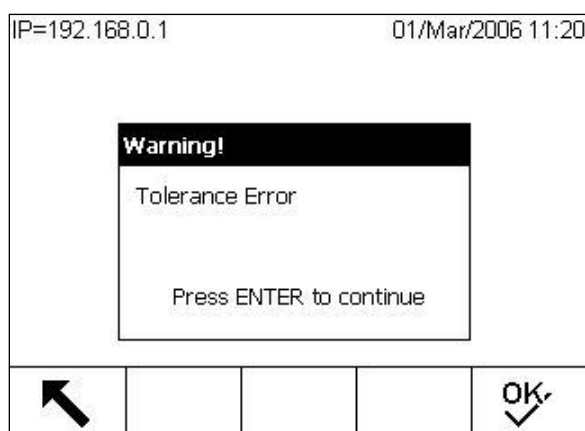 IP=192.168.0.1 01/Mar/2006 11:20
Warning!
Tolerance Error
Press ENTER to continue
OK